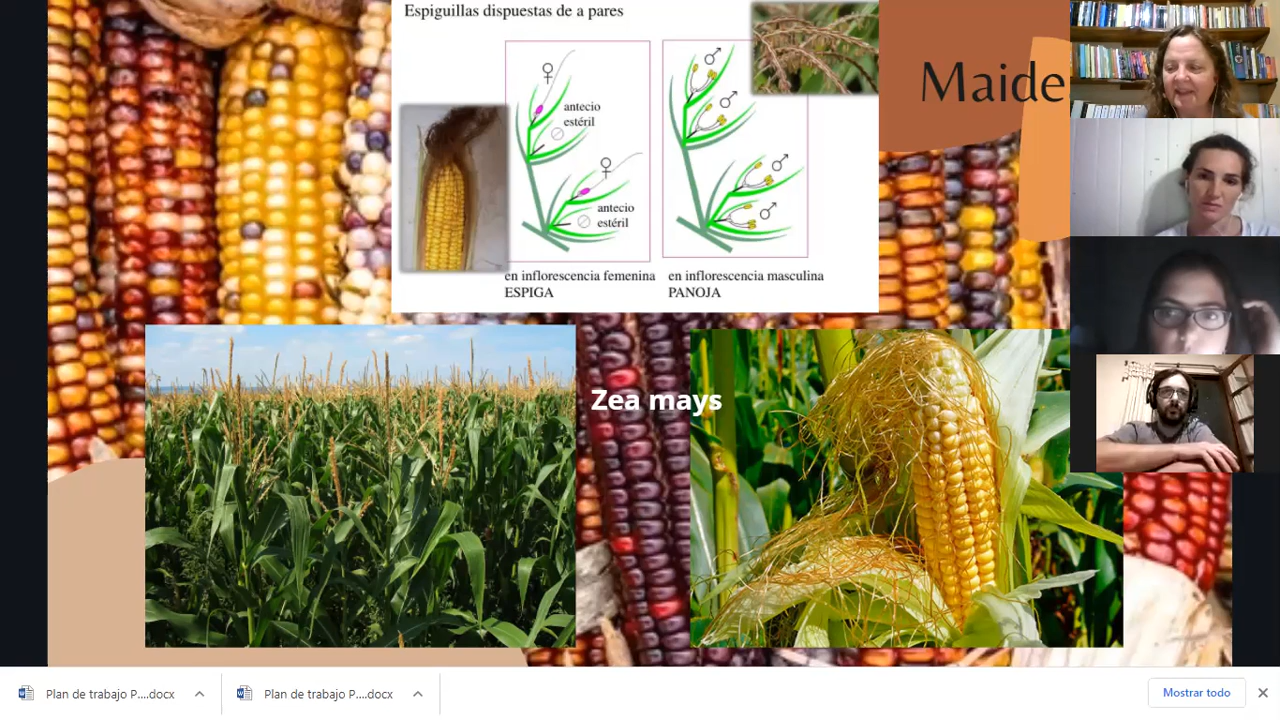 Espiguillas dispuestas de a pares
Maide
antecio
estéril
antecio
estéril
en inflorescencia femenina
ESPIGA
en inflorescencia masculina
PANOJA
Zea mays
Plan de trabajo P....docx
Plan de trabajo P....docx
Mostrar todo